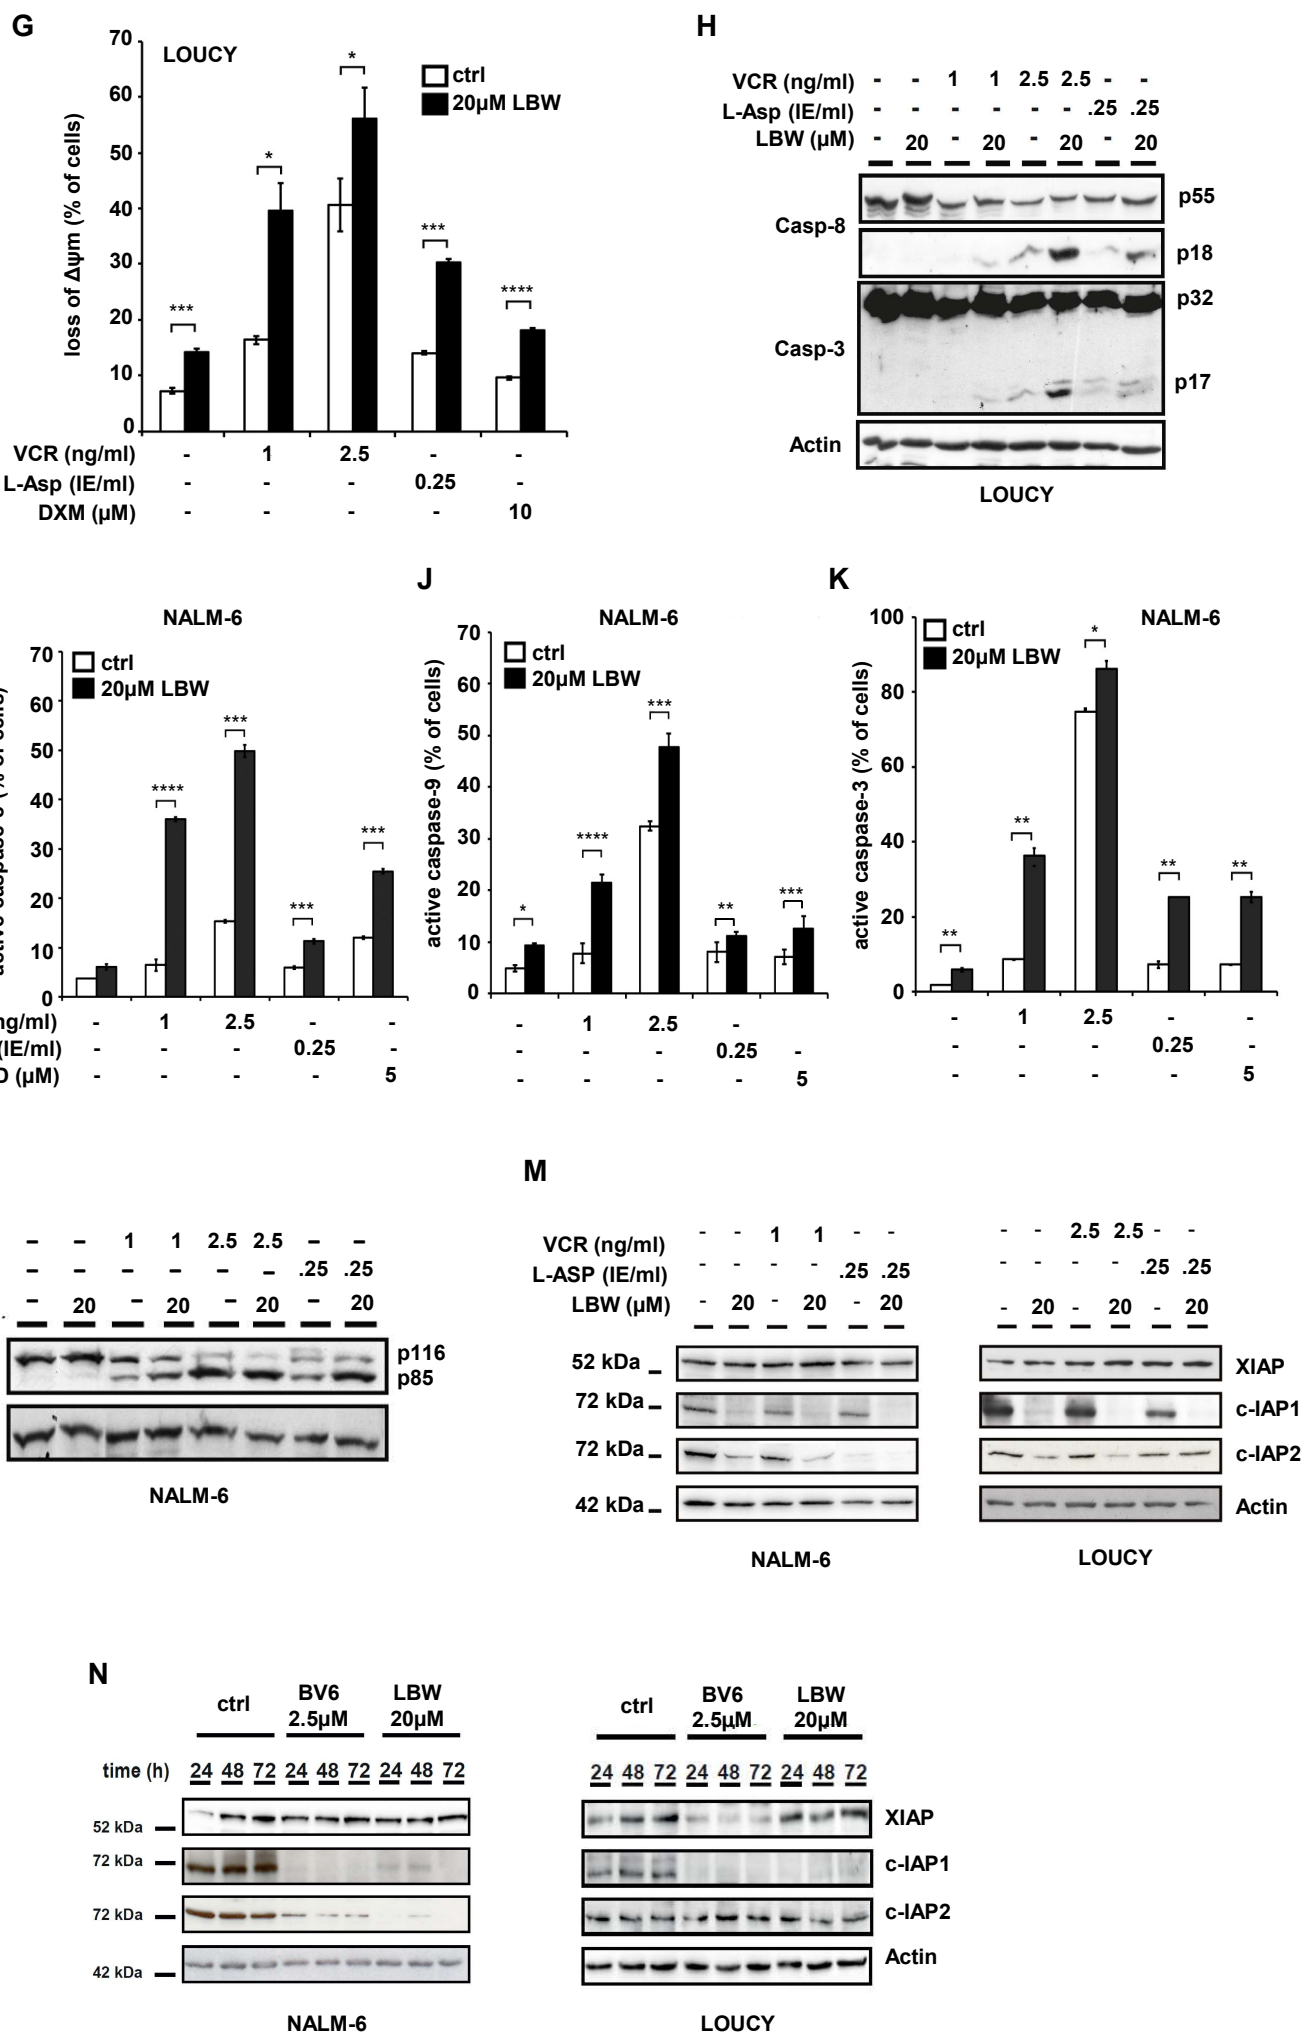 G
LOUCY
ctrl
20μM LBW
loss of Δψm (% of cells)
70
60
50
40
30
20
10
0
***
*
*
***
****
VCR (ng/ml) - 1 2.5 - -
L-Asp (IE/ml) - - - 0.25 -
DXM (μM) - - - - 10
H
VCR (ng/ml) - - 1 1 2.5 2.5 - -
L-Asp (IE/ml) - - - - - - .25 .25
LBW (μM) - 20 - 20 - 20 - 20
Casp-8
p55
p18
Casp-3
p32
p17
Actin
LOUCY
NALM-6
ctrl
20μM LBW
70
60
50
40
30
20
10
0
****
***
***
***
ng/ml) - 1 2.5 - -
(IE/ml) - - - 0.25 -
(μM) - - - - 5
J
NALM-6
ctrl
20μM LBW
active caspase-9 (% of cells)
70
60
50
40
30
20
10
0
*
****
***
**
***
- 1 2.5 -
- - - 0.25 -
- - - - 5
K
NALM-6
ctrl
20μM LBW
active caspase-3 (% of cells)
100
80
60
40
20
0
**
**
*
**
**
- 1 2.5 - -
- - - 0.25 -
- - - - 5
– – 1 1 2.5 2.5 – –
– – – – – – .25 .25
– 20 – 20 – 20 – 20
p116
p85
NALM-6
M
VCR (ng/ml) - - 1 1 - -
L-ASP (IE/ml) - - - - .25 .25
LBW (μM) - 20 - 20 - 20
- - 2.5 2.5 - -
- - - - .25 .25
- 20 - 20 - 20
52 kDa
XIAP
72 kDa
c-IAP1
72 kDa
c-IAP2
42 kDa
Actin
NALM-6
LOUCY
N
ctrl
BV6
2.5μM
LBW
20μM
ctrl
BV6
2.5μM
LBW
20μM
time (h) 24 48 72 24 48 72 24 48 72
24 48 72 24 48 72 24 48 72
52 kDa
XIAP
72 kDa
c-IAP1
72 kDa
c-IAP2
42 kDa
Actin
NALM-6
LOUCY